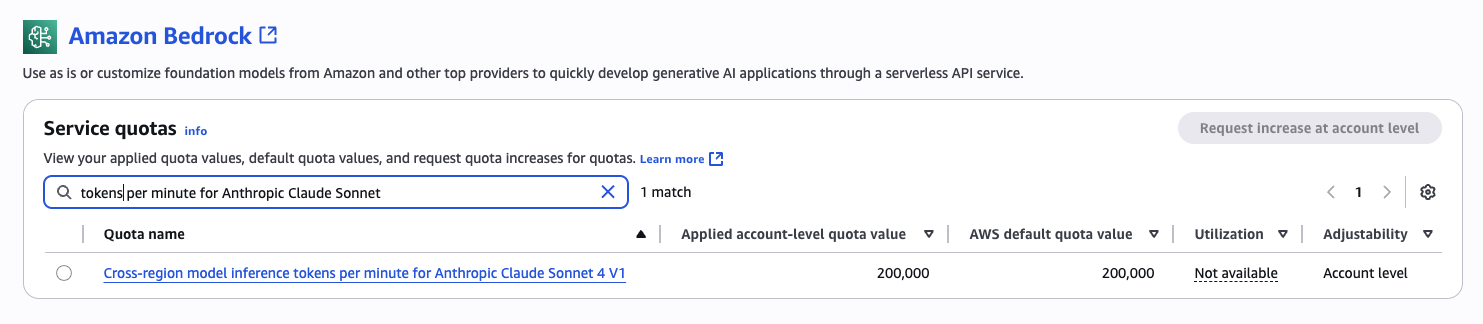 Amazon Bedrock
Use as is or customize foundation models from Amazon and other top providers to quickly develop generative AI applications through a serverless API service.
Service quotas info
Request increase at account level
View your applied quota values, default quota values, and request quota increases for quotas. Learn more
tokens per minute for Anthropic Claude Sonnet
1 match
1
Quota name Applied account-level quota value AWS default quota value Utilization Adjustability
Cross-region model inference tokens per minute for Anthropic Claude Sonnet 4 V1 200,000 200,000 Not available Account level